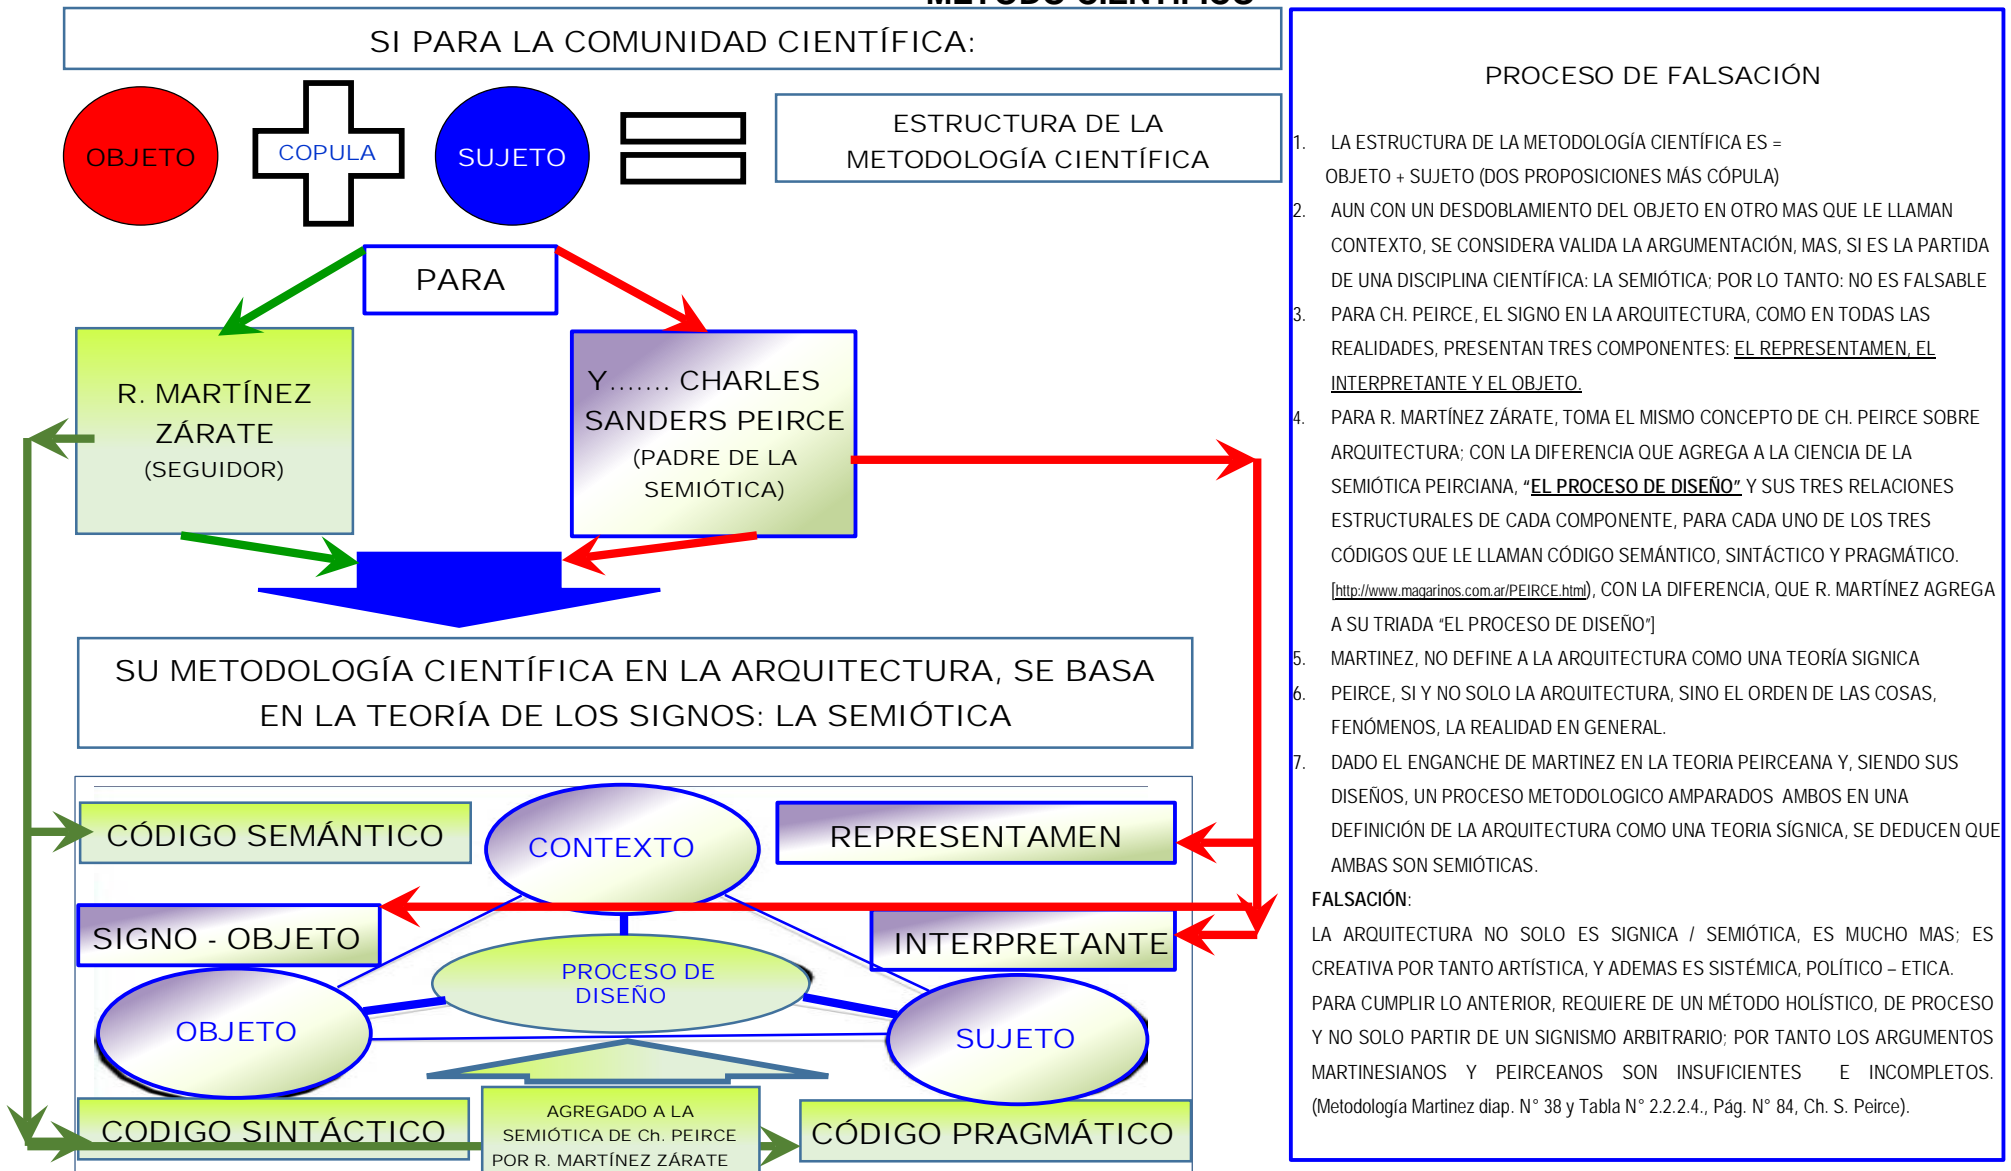 MÉTODO CIENTÍFICO
SI PARA LA COMUNIDAD CIENTÍFICA:
OBJETO
COPULA
SUJETO
ESTRUCTURA DE LA
METODOLOGÍA CIENTÍFICA
PARA
R. MARTÍNEZ
ZÁRATE
(SEGUIDOR)
Y....... CHARLES
SANDERS PEIRCE
(PADRE DE LA
SEMIÓTICA)
SU METODOLOGÍA CIENTÍFICA EN LA ARQUITECTURA, SE BASA
EN LA TEORÍA DE LOS SIGNOS: LA SEMIÓTICA
CÓDIGO SEMÁNTICO
CONTEXTO
REPRESENTAMEN
SIGNO - OBJETO
INTERPRETANTE
PROCESO DE
DISEÑO
OBJETO
SUJETO
CODIGO SINTÁCTICO
AGREGADO A LA
SEMIÓTICA DE Ch. PEIRCE
POR R. MARTÍNEZ ZÁRATE
CÓDIGO PRAGMÁTICO
PROCESO DE FALSACIÓN
1. LA ESTRUCTURA DE LA METODOLOGÍA CIENTÍFICA ES =
OBJETO + SUJETO (DOS PROPOSICIONES MÁS CÓPULA)
2. AUN CON UN DESDOBLAMIENTO DEL OBJETO EN OTRO MAS QUE LE LLAMAN
CONTEXTO, SE CONSIDERA VALIDA LA ARGUMENTACIÓN, MAS, SI ES LA PARTIDA
DE UNA DISCIPLINA CIENTÍFICA: LA SEMIÓTICA; POR LO TANTO: NO ES FALSABLE
3. PARA CH. PEIRCE, EL SIGNO EN LA ARQUITECTURA, COMO EN TODAS LAS
REALIDADES, PRESENTAN TRES COMPONENTES: EL REPRESENTAMEN, EL
INTERPRETANTE Y EL OBJETO.
4. PARA R. MARTÍNEZ ZÁRATE, TOMA EL MISMO CONCEPTO DE CH. PEIRCE SOBRE
ARQUITECTURA; CON LA DIFERENCIA QUE AGREGA A LA CIENCIA DE LA
SEMIÓTICA PEIRCIANA, "EL PROCESO DE DISEÑO" Y SUS TRES RELACIONES
ESTRUCTURALES DE CADA COMPONENTE, PARA CADA UNO DE LOS TRES
CÓDIGOS QUE LE LLAMAN CÓDIGO SEMÁNTICO, SINTÁCTICO Y PRAGMÁTICO.
[http://www.magarinos.com.ar/PEIRCE.html), CON LA DIFERENCIA, QUE R. MARTÍNEZ AGREGA
A SU TRIADA "EL PROCESO DE DISEÑO"]
5. MARTINEZ, NO DEFINE A LA ARQUITECTURA COMO UNA TEORÍA SIGNICA
6. PEIRCE, SI Y NO SOLO LA ARQUITECTURA, SINO EL ORDEN DE LAS COSAS,
FENÓMENOS, LA REALIDAD EN GENERAL.
7. DADO EL ENGANCHE DE MARTINEZ EN LA TEORIA PEIRCEANA Y, SIENDO SUS
DISEÑOS, UN PROCESO METODOLOGICO AMPARADOS AMBOS EN UNA
DEFINICIÓN DE LA ARQUITECTURA COMO UNA TEORIA SÍGNICA, SE DEDUCEN QUE
AMBAS SON SEMIÓTICAS.
FALSACIÓN:
LA ARQUITECTURA NO SOLO ES SIGNICA / SEMIÓTICA, ES MUCHO MAS; ES
CREATIVA POR TANTO ARTÍSTICA, Y ADEMAS ES SISTÉMICA, POLÍTICO – ETICA.
PARA CUMPLIR LO ANTERIOR, REQUIERE DE UN MÉTODO HOLÍSTICO, DE PROCESO
Y NO SOLO PARTIR DE UN SIGNISMO ARBITRARIO; POR TANTO LOS ARGUMENTOS
MARTINESIANOS Y PEIRCEANOS SON INSUFICIENTES E INCOMPLETOS.
(Metodología Martinez diap. N° 38 y Tabla N° 2.2.2.4., Pág. N° 84, Ch. S. Peirce).